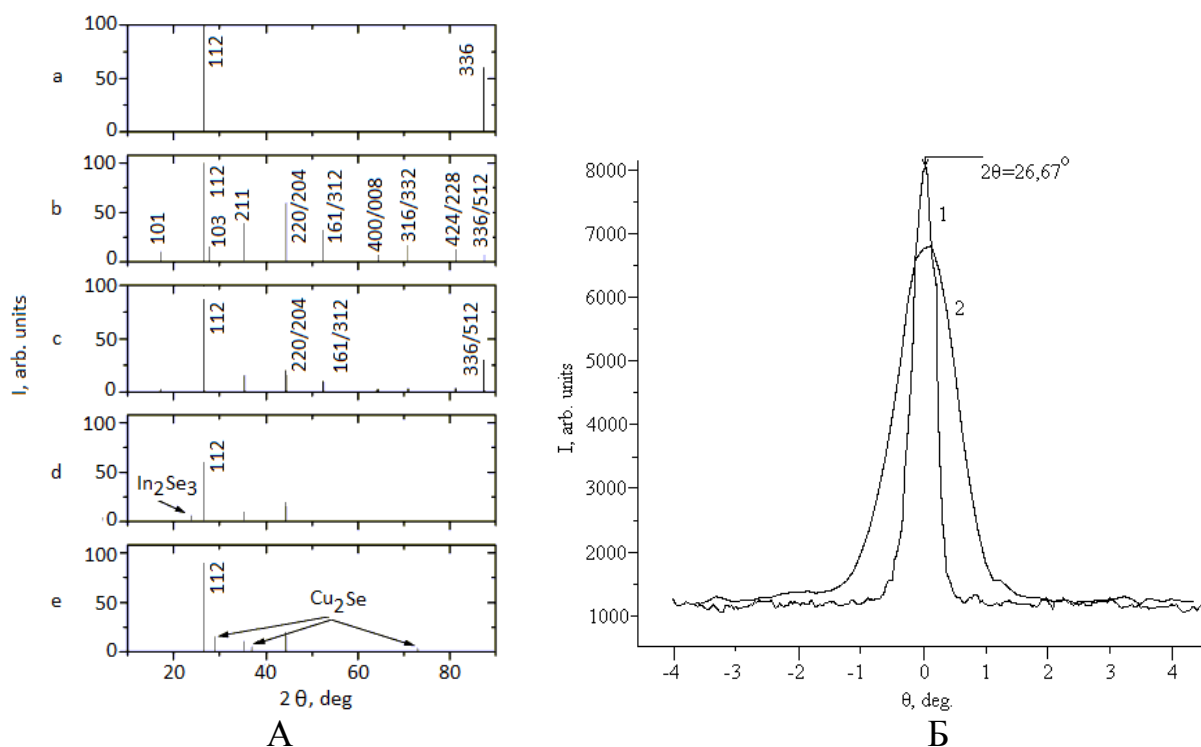 a
100
50
0
112
336
b
100
50
0
101
103
112
211
220/204
161/312
400/008
316/332
424/228
336/512
c
100
50
0
112
220/204
161/312
336/512
d
100
50
0
In2Se3
112
e
100
50
0
112
Cu2Se
20 40 60 80
2 θ, deg
I, arb. units
А
8000
7000
6000
5000
4000
3000
2000
1000
I, arb. units
2θ=26,67°
1
2
-4 -3 -2 -1 0 1 2 3 4
θ, deg.
Б